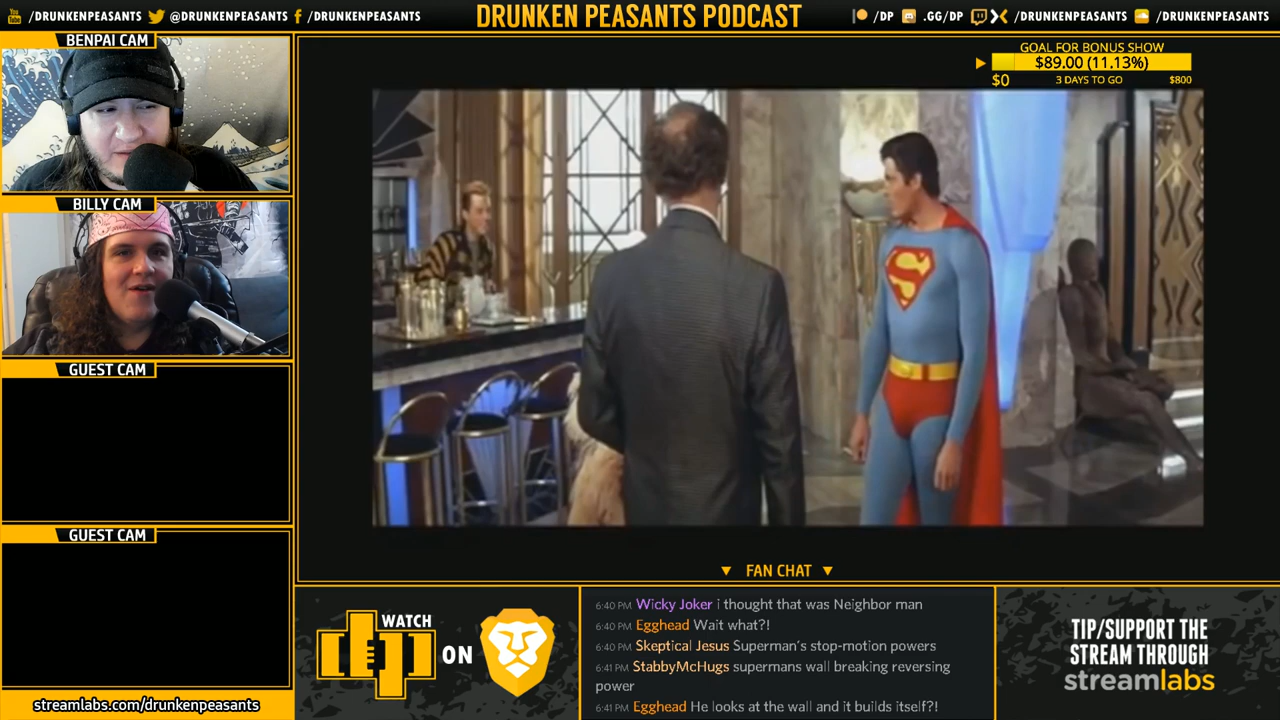 /DRUNKENPEASANTS @DRUNKENPEASANTS /DRUNKENPEASANTS
DRUNKEN PEASANTS PODCAST
/DP .GG/DP /DRUNKENPEASANTS /DRUNKENPEASANTS
BENPAI CAM
GOAL FOR BONUS SHOW
$89.00 (11.13%)
$0 3 DAYS TO GO $800
BILLY CAM
S
GUEST CAM
GUEST CAM
streamlabs.com/drunkenpeasants
FAN CHAT
WATCH
ON
6:40 PM Wicky Joker i thought that was Neighbor man
6:40 PM Egghead Wait what?!
6:40 PM Skeptical Jesus Superman's stop-motion powers
6:41 PM StabbyMcHugs supermans wall breaking reversing
power
6:41 PM Egghead He looks at the wall and it builds itself?!
TIP/SUPPORT THE
STREAM THROUGH
streamlabs